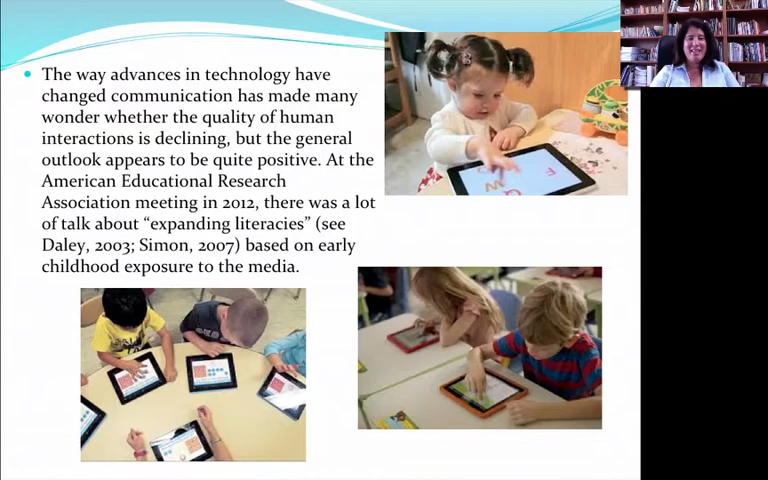 The way advances in technology have
changed communication has made many
wonder whether the quality of human
interactions is declining, but the general
outlook appears to be quite positive. At the
American Educational Research
Association meeting in 2012, there was a lot
of talk about “expanding literacies” (see
Daley, 2003; Simon, 2007) based on early
childhood exposure to the media.